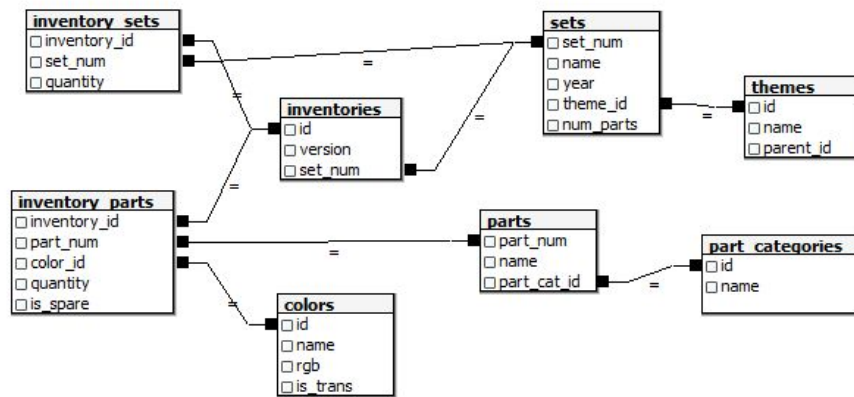 inventory_sets
inventory_id
set_num
quantity
=
=
=
=
inventories
id
version
set_num
sets
set_num
name
year
theme_id
num_parts
=
themes
id
name
parent_id
inventory_parts
inventory_id
part_num
color_id
quantity
is_spare
=
=
colors
id
name
rgb
is_trans
parts
part_num
name
part_cat_id
=
part_categories
id
name